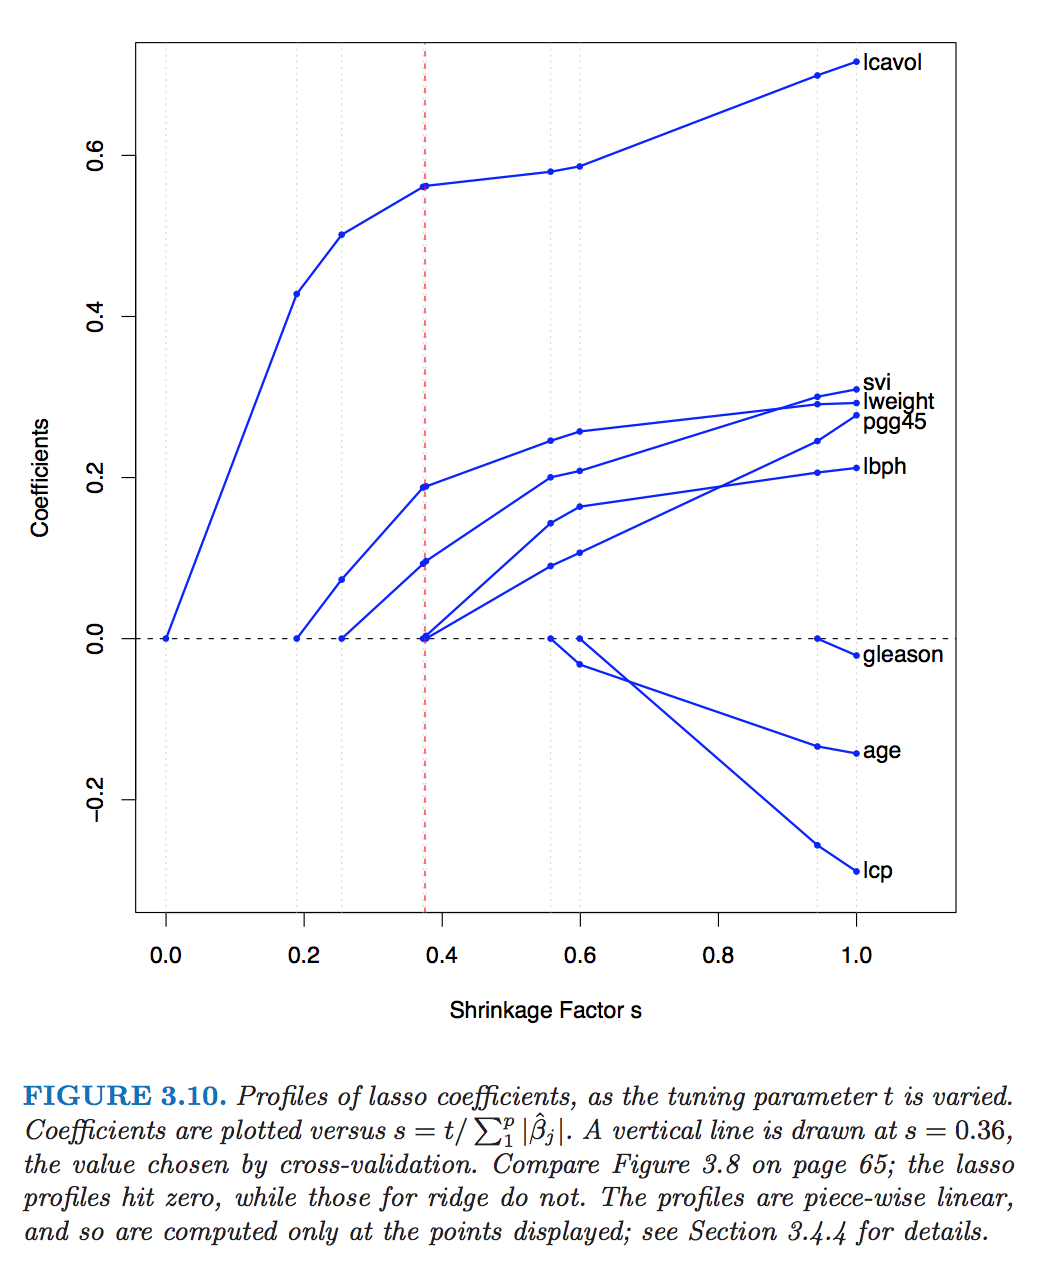 lcavol
svi
lweight
pgg45
lbph
gleason
age
lcp
0.6
0.4
0.2
0.0
−0.2
Coefficients
0.0 0.2 0.4 0.6 0.8 1.0
Shrinkage Factor s
FIGURE 3.10. Profiles of lasso coefficients, as the tuning parameter t is varied.
Coefficients are plotted versus s = t/∑₁ᵖ |β̂ⱼ|. A vertical line is drawn at s = 0.36,
the value chosen by cross-validation. Compare Figure 3.8 on page 65; the lasso
profiles hit zero, while those for ridge do not. The profiles are piece-wise linear,
and so are computed only at the points displayed; see Section 3.4.4 for details.